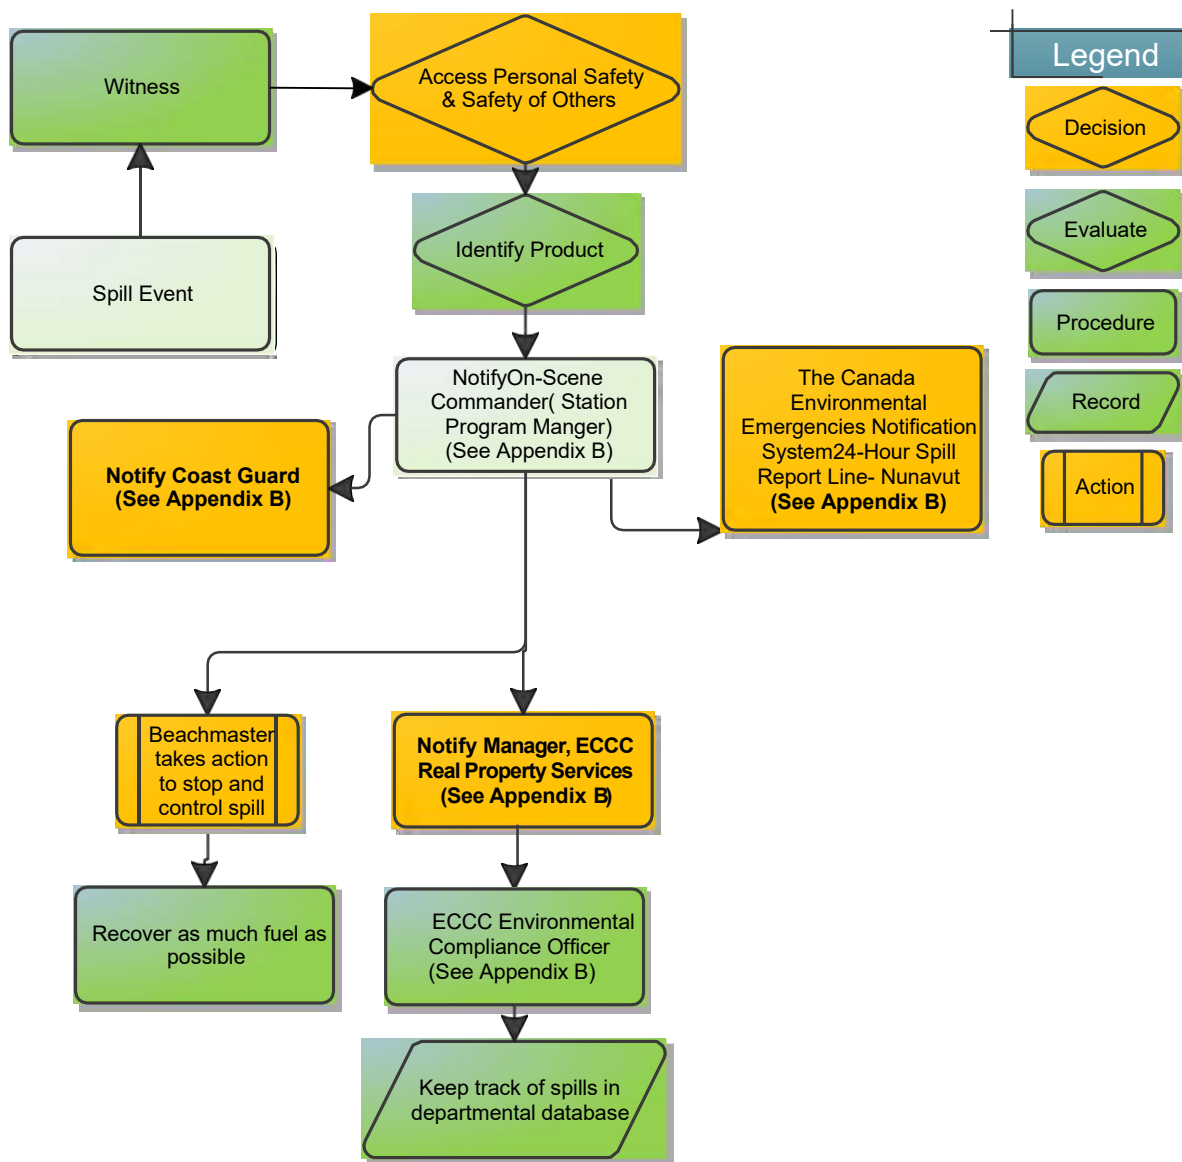 Witness
Access Personal Safety
& Safety of Others
Legend
Decision
Evaluate
Procedure
Record
Action
Spill Event
Identify Product
NotifyOn-Scene
Commander( Station
Program Manger)
(See Appendix B)
The Canada
Environmental
Emergencies Notification
System24-Hour Spill
Report Line- Nunavut
(See Appendix B)
Notify Coast Guard
(See Appendix B)
Beachmaster
takes action
to stop and
control spill
Notify Manager, ECCC
Real Property Services
(See Appendix B)
Recover as much fuel as
possible
ECCC Environmental
Compliance Officer
(See Appendix B)
Keep track of spills in
departmental database